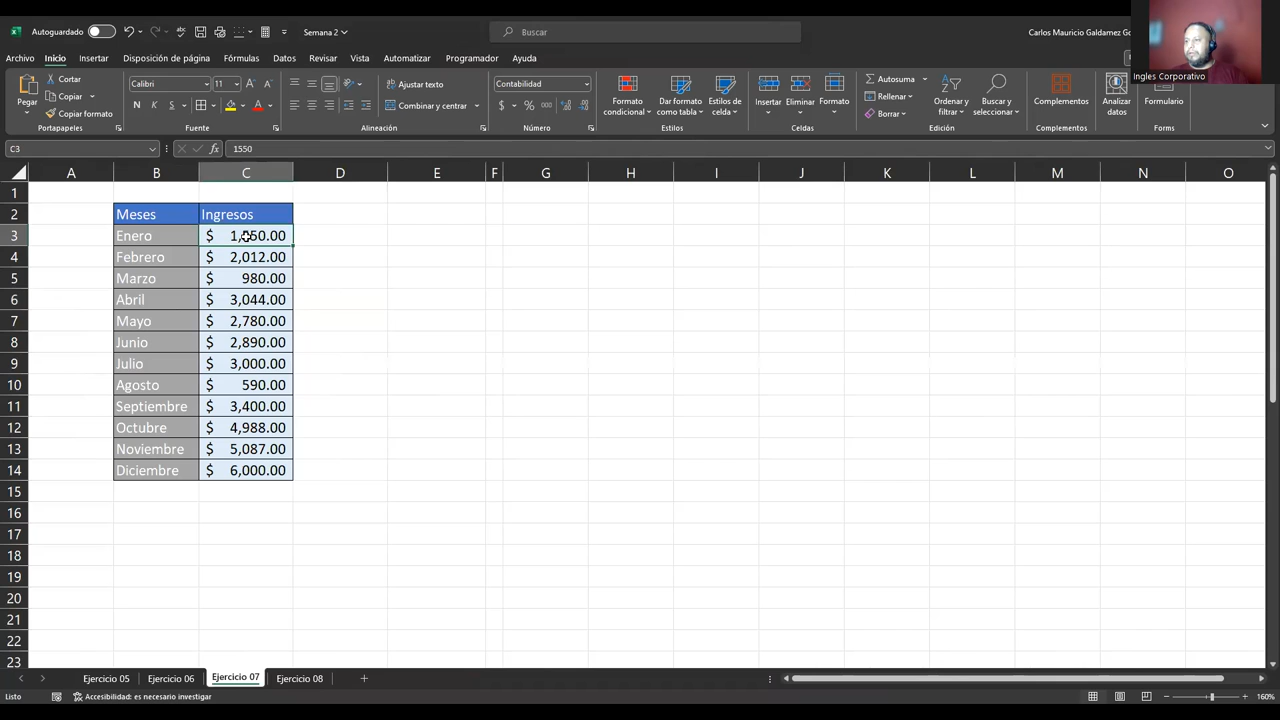 Autoguardado
Semana 2
Buscar
Carlos Mauricio Galdamez Go
Ingles Corporativo
Archivo Inicio Insertar Disposición de página Fórmulas Datos Revisar Vista Automatizar Programador Ayuda
Pegar
Cortar
Copiar
Copiar formato
Portapapeles
Calibri 11
N K S
Fuente
Ajustar texto
Combinar y centrar
Alineación
Contabilidad
$ % 000
Número
Formato condicional
Dar formato como tabla
Estilos de celda
Estilos
Insertar Eliminar Formato
Celdas
Autosuma
Rellenar
Borrar
Ordenar y filtrar
Buscar y seleccionar
Edición
Complementos
Complementos
Analizar datos
Formulario
Forms
C3 fx 1550
A B C D E F G H I J K L M N O
1
2 Meses Ingresos
3 Enero $ 1,550.00
4 Febrero $ 2,012.00
5 Marzo $ 980.00
6 Abril $ 3,044.00
7 Mayo $ 2,780.00
8 Junio $ 2,890.00
9 Julio $ 3,000.00
10 Agosto $ 590.00
11 Septiembre $ 3,400.00
12 Octubre $ 4,988.00
13 Noviembre $ 5,087.00
14 Diciembre $ 6,000.00
15
16
17
18
19
20
21
22
23
Ejercicio 05 Ejercicio 06 Ejercicio 07 Ejercicio 08
Listo Accesibilidad: es necesario investigar 160%